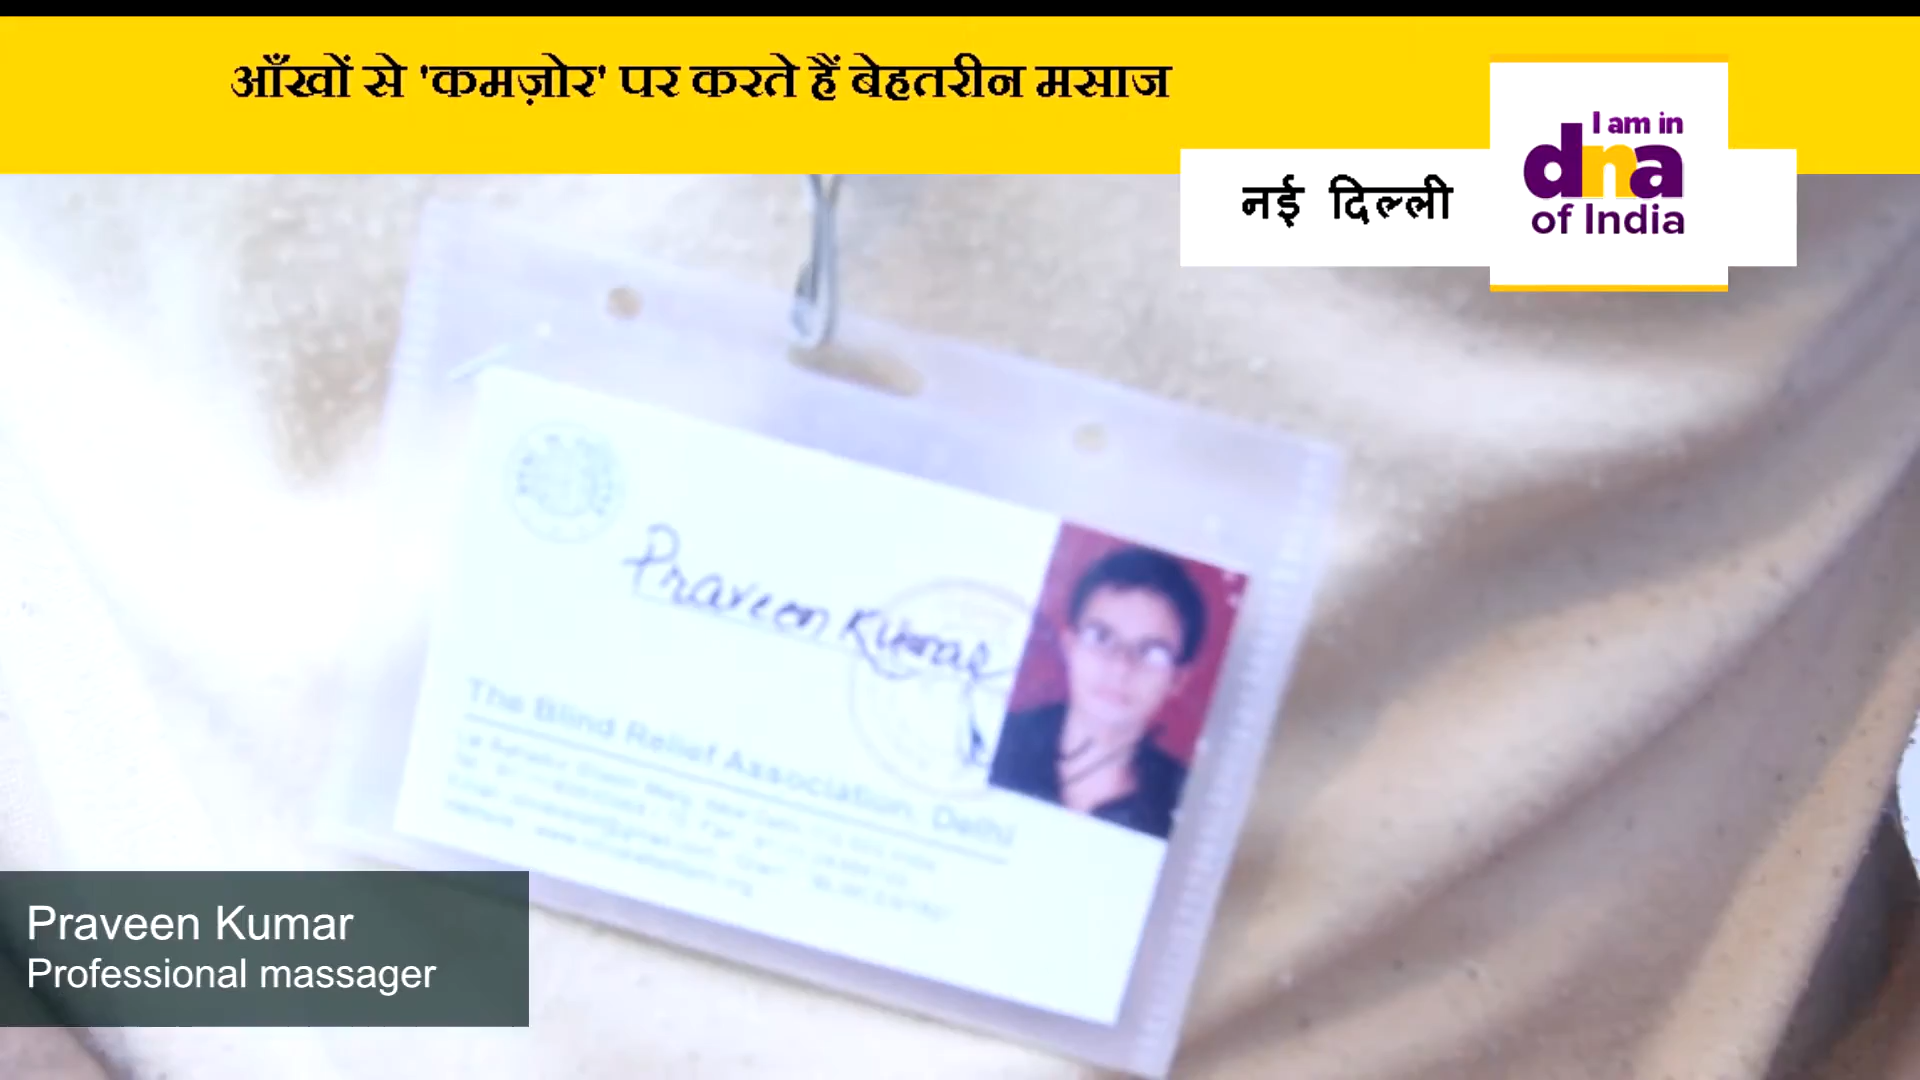 आँखों से 'कमज़ोर' पर करते हैं बेहतरीन मसाज
नई दिल्ली
I am in
dna
of India
Praveen Kumar
The Blind Relief Association, Delhi
Praveen Kumar
Professional massager